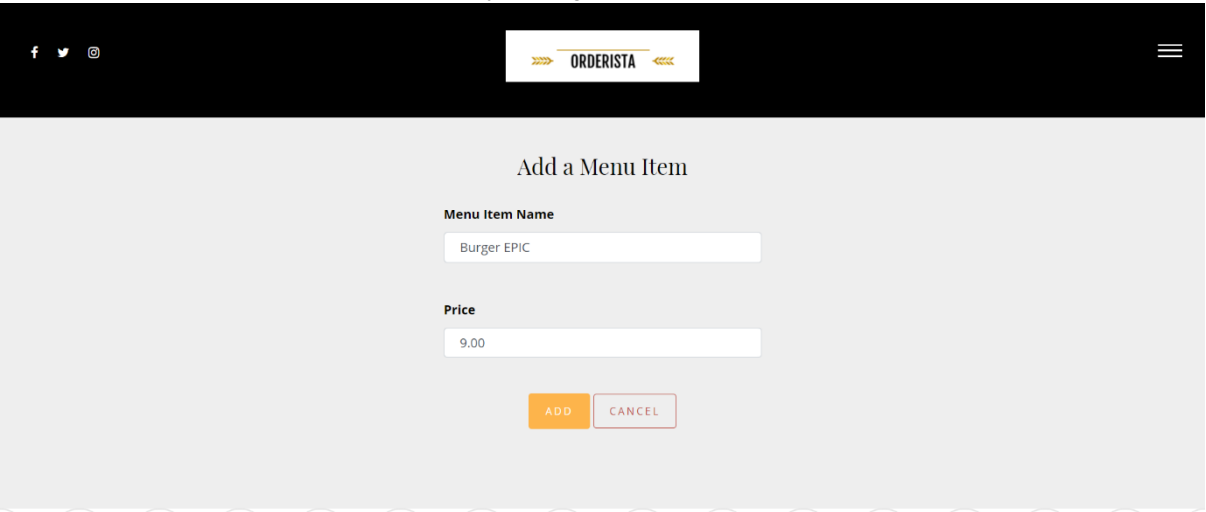 ORDERISTA
Add a Menu Item
Menu Item Name
Burger EPIC
Price
9.00
ADD CANCEL